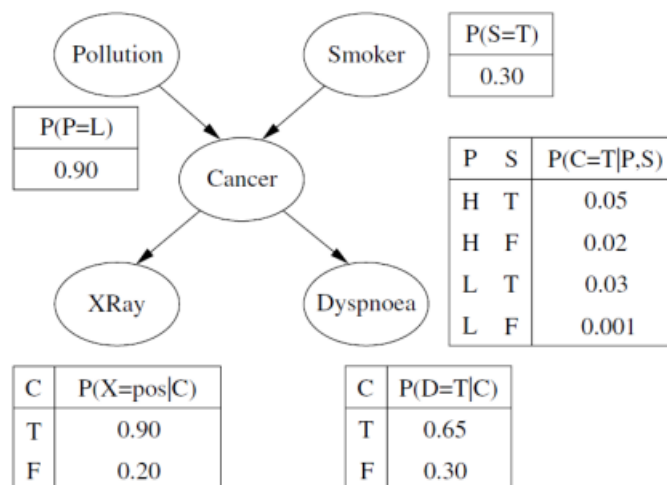 Pollution
Smoker
P(S=T)
0.30
P(P=L)
0.90
Cancer
P S P(C=T|P,S)
H T 0.05
H F 0.02
L T 0.03
L F 0.001
XRay
Dyspnoea
C P(X=pos|C)
T 0.90
F 0.20
C P(D=T|C)
T 0.65
F 0.30